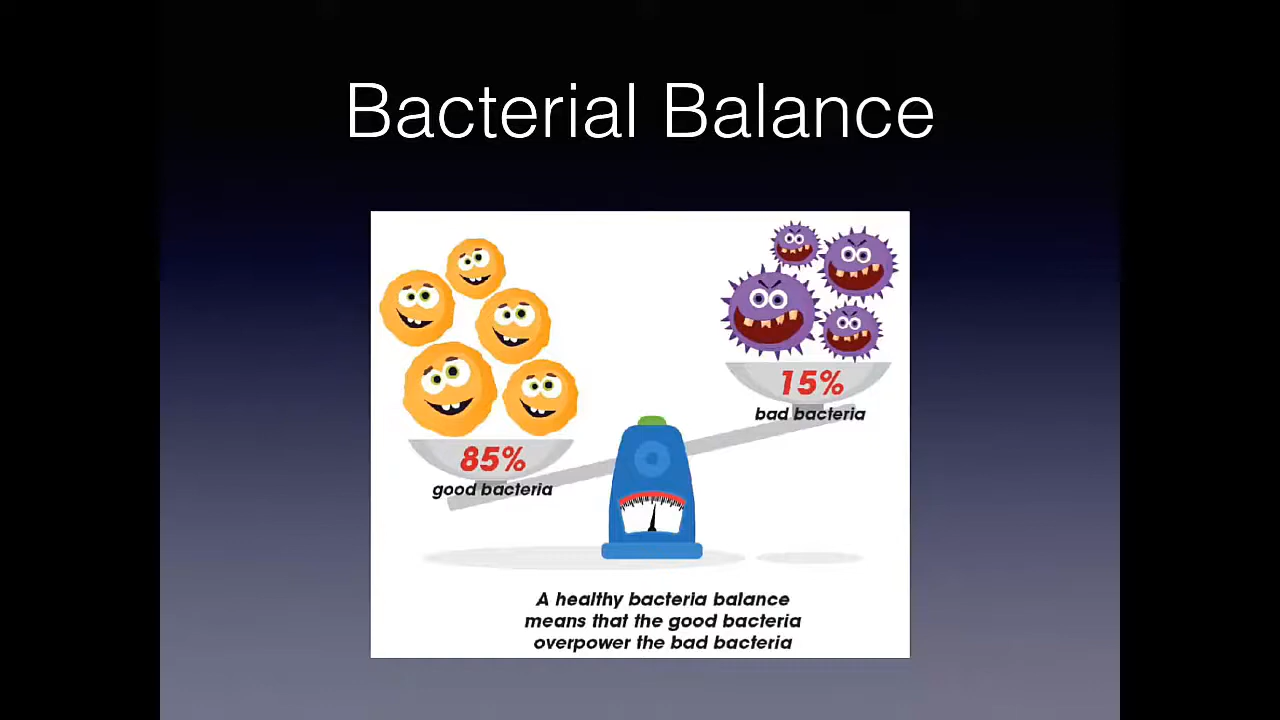 Bacterial Balance
15%
bad bacteria
85%
good bacteria
A healthy bacteria balance
means that the good bacteria
overpower the bad bacteria